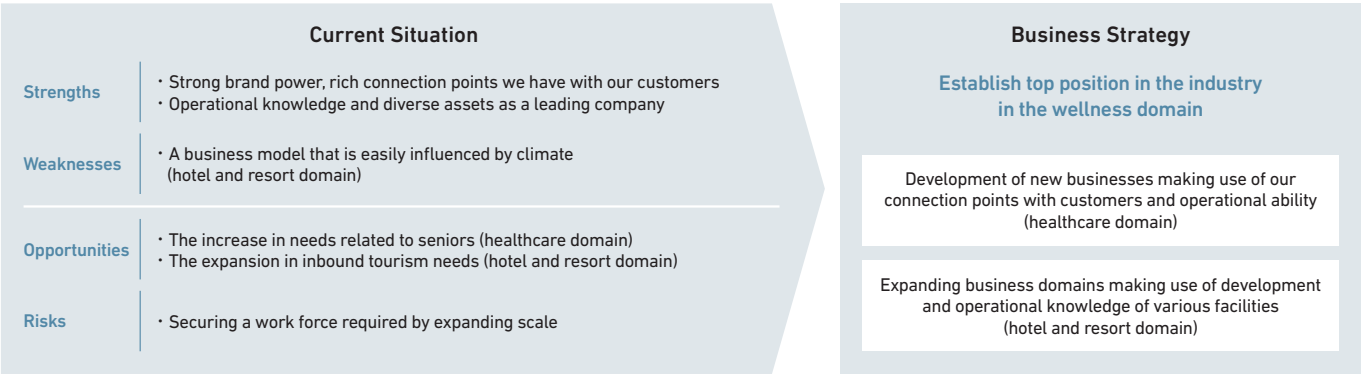 Current Situation
Strengths
・Strong brand power, rich connection points we have with our customers
・Operational knowledge and diverse assets as a leading company
Weaknesses
・A business model that is easily influenced by climate
(hotel and resort domain)
Opportunities
・The increase in needs related to seniors (healthcare domain)
・The expansion in inbound tourism needs (hotel and resort domain)
Risks
・Securing a work force required by expanding scale
Business Strategy
Establish top position in the industry
in the wellness domain
Development of new businesses making use of our
connection points with customers and operational ability
(healthcare domain)
Expanding business domains making use of development
and operational knowledge of various facilities
(hotel and resort domain)